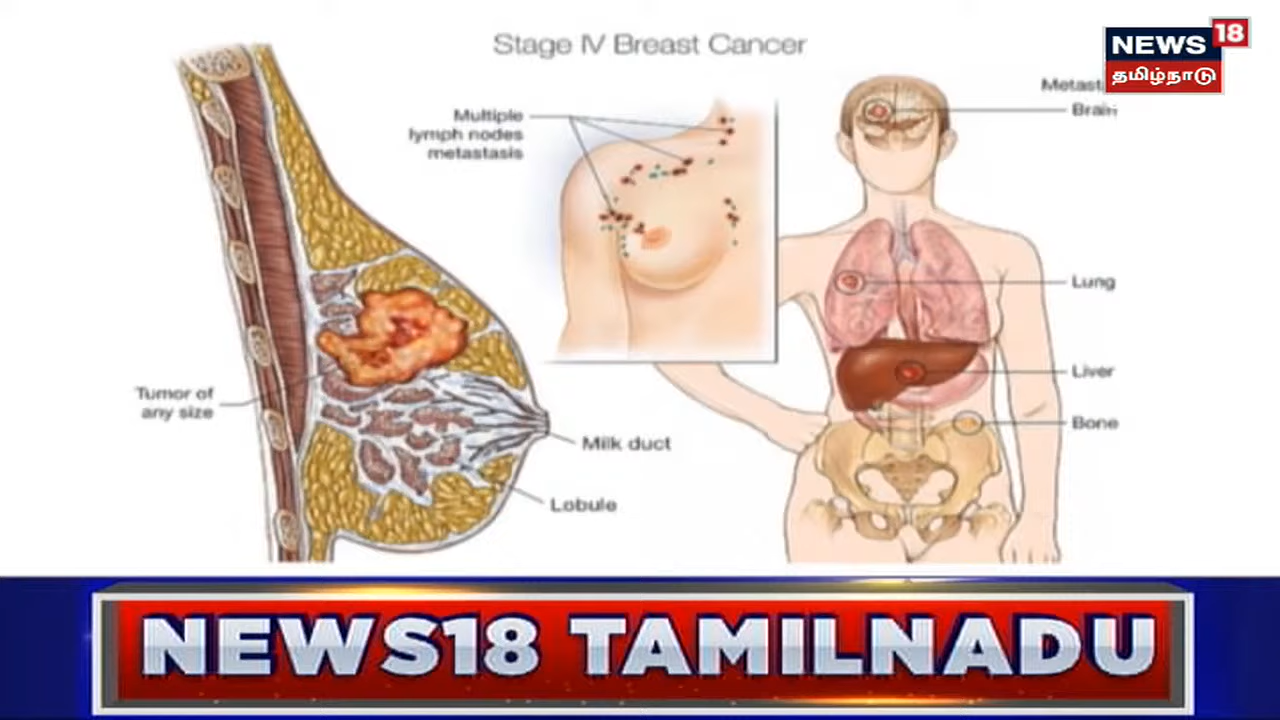 Stage IV Breast Cancer
NEWS 18
தமிழ்நாடு
Multiple
lymph nodes
metastasis
Brain
Lung
Liver
Bone
Tumor of
any size
Milk duct
Lobule
NEWS18 TAMILNADU